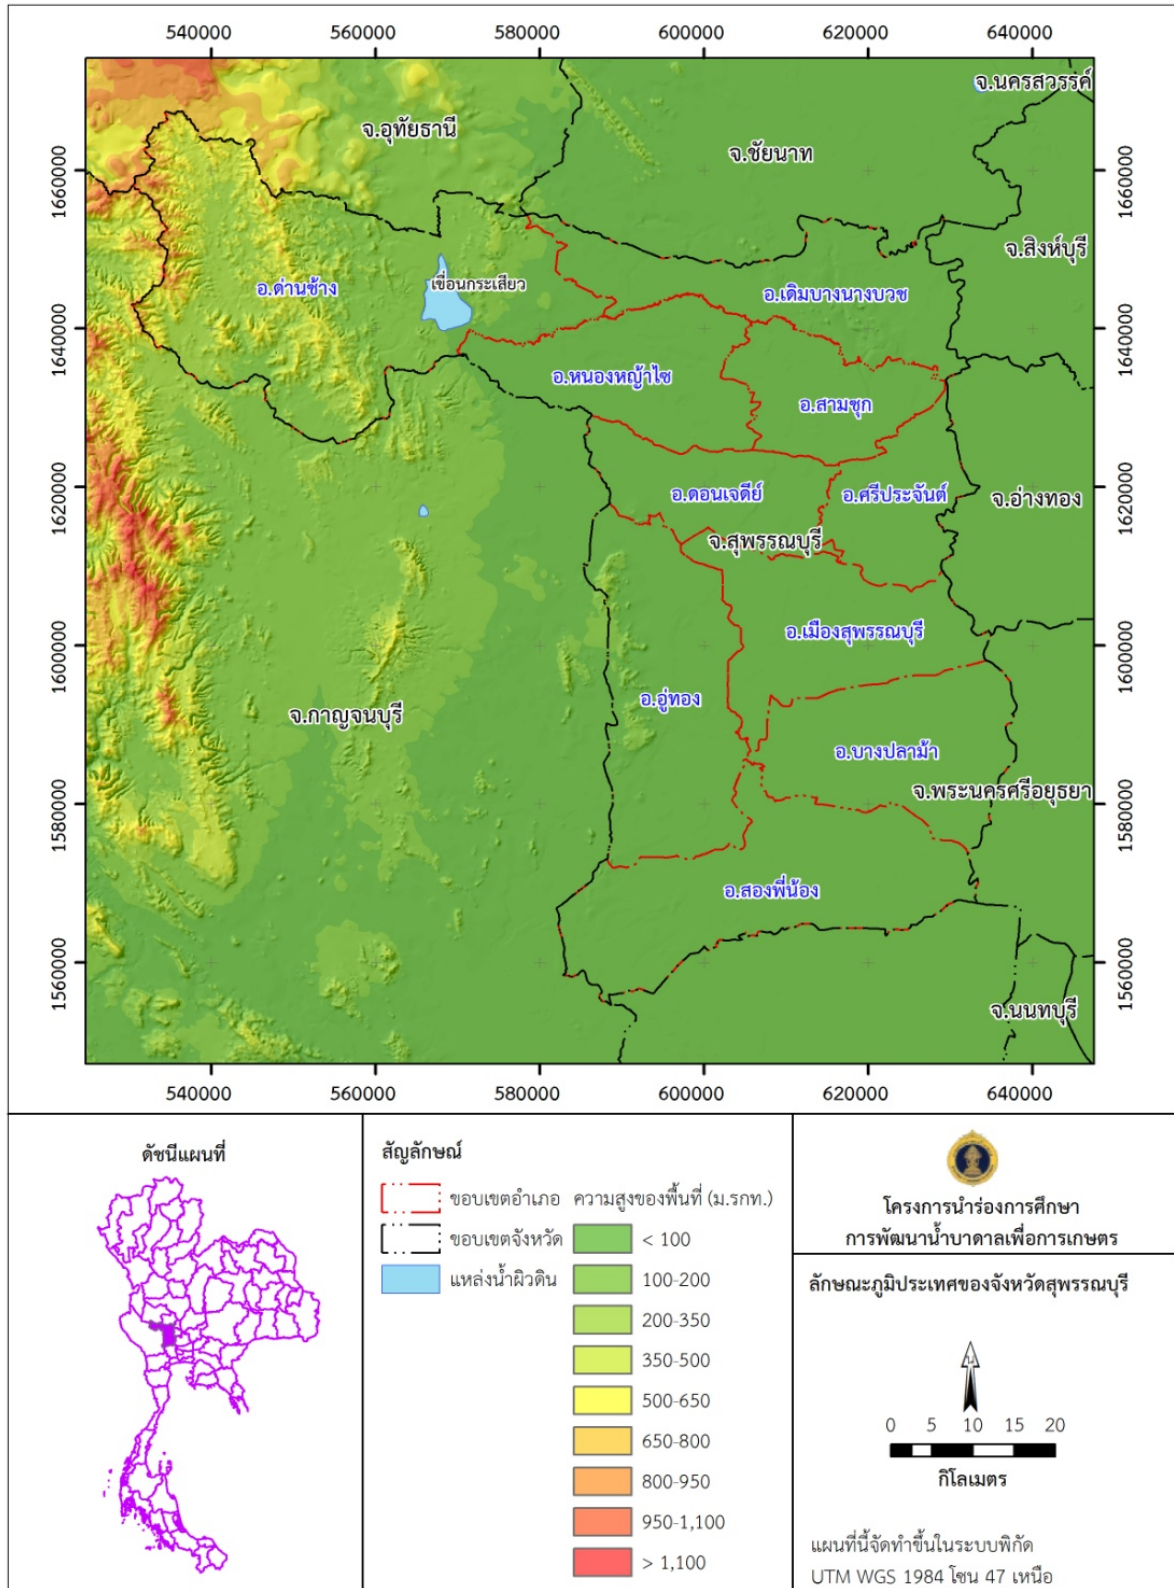 540000 560000 580000 600000 620000 640000
จ.นครสวรรค์
จ.อุทัยธานี
จ.ชัยนาท
1660000 1660000
จ.สิงห์บุรี
เขื่อนกระเสียว
อ.ด่านช้าง
อ.เดิมบางนางบวช
1640000 1640000
อ.หนองหญ้าไซ
อ.สามชุก
อ.ดอนเจดีย์
อ.ศรีประจันต์
จ.อ่างทอง
1620000 1620000
จ.สุพรรณบุรี
อ.เมืองสุพรรณบุรี
1600000 1600000
อ.อู่ทอง
จ.กาญจนบุรี
อ.บางปลาม้า
จ.พระนครศรีอยุธยา
1580000 1580000
อ.สองพี่น้อง
1560000 1560000
จ.นนทบุรี
540000 560000 580000 600000 620000 640000
ดัชนีแผนที่
สัญลักษณ์
ขอบเขตอำเภอ
ขอบเขตจังหวัด
แหล่งน้ำผิวดิน
ความสูงของพื้นที่ (ม.รกท.)
< 100
100-200
200-350
350-500
500-650
650-800
800-950
950-1,100
> 1,100
โครงการนำร่องการศึกษา
การพัฒนาน้ำบาดาลเพื่อการเกษตร
ลักษณะภูมิประเทศของจังหวัดสุพรรณบุรี
น
0 5 10 15 20
กิโลเมตร
แผนที่นี้จัดทำขึ้นในระบบพิกัด
UTM WGS 1984 โซน 47 เหนือ